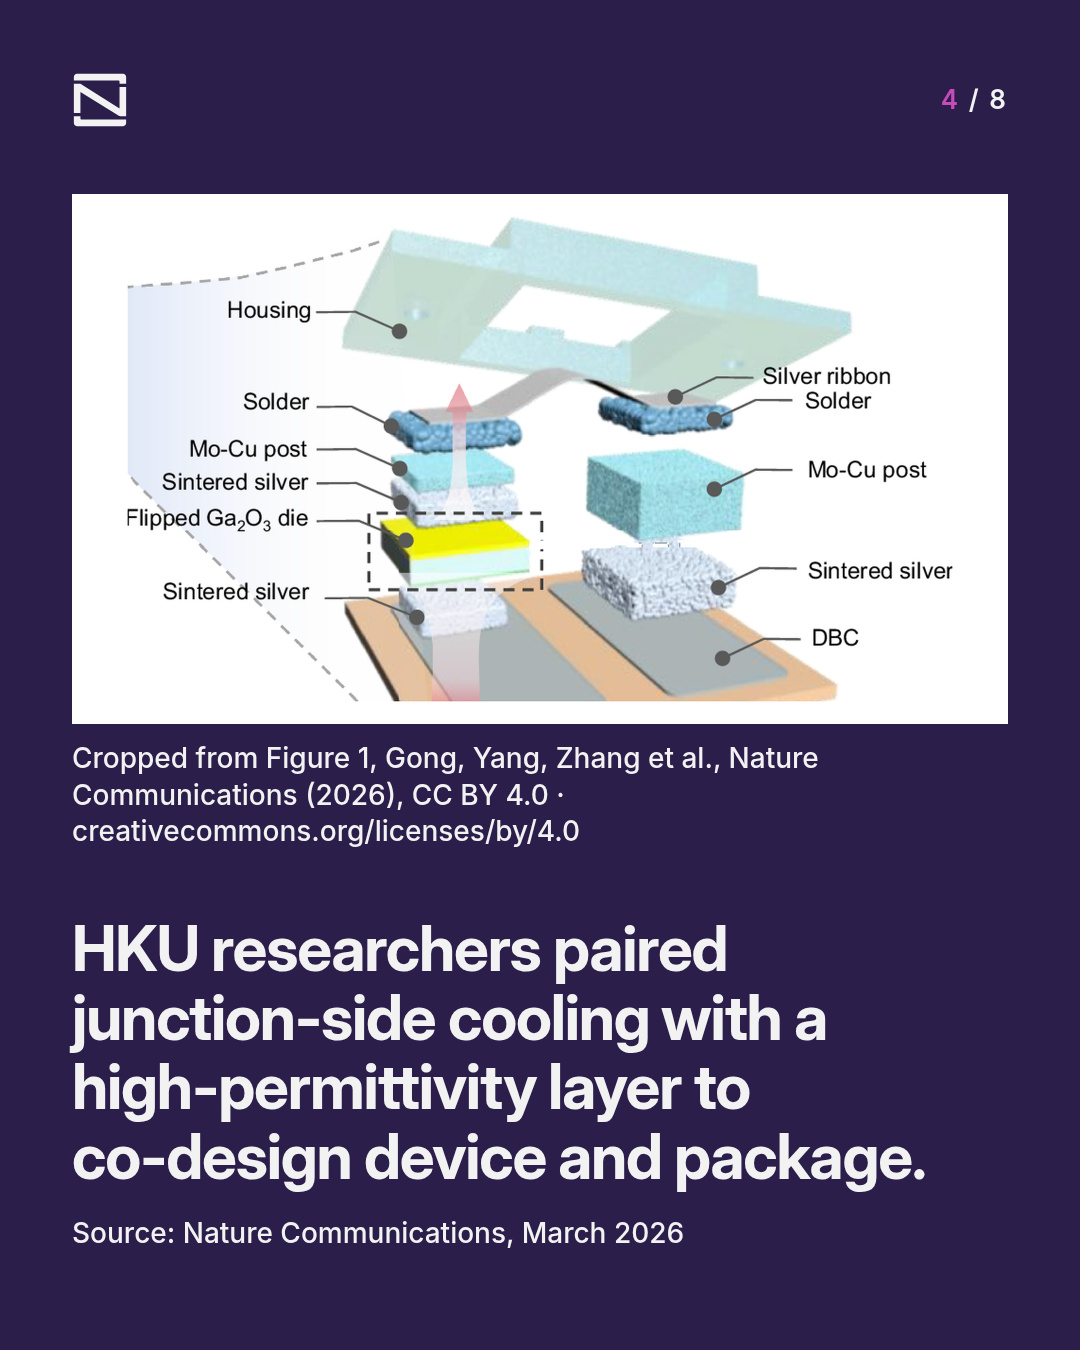 4 / 8
Housing
Silver ribbon
Solder
Solder
Mo-Cu post
Mo-Cu post
Sintered silver
Flipped Ga₂O₃ die
Sintered silver
Sintered silver
DBC
Cropped from Figure 1, Gong, Yang, Zhang et al., Nature
Communications (2026), CC BY 4.0 ·
creativecommons.org/licenses/by/4.0
HKU researchers paired
junction-side cooling with a
high-permittivity layer to
co-design device and package.
Source: Nature Communications, March 2026